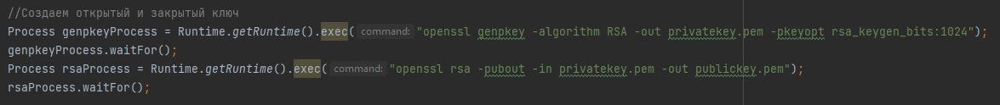 //Создаем открытый и закрытый ключ
Process genpkeyProcess = Runtime.getRuntime().exec( command: "openssl genpkey -algorithm RSA -out privatekey.pem -pkeyopt rsa_keygen_bits:1024");
genpkeyProcess.waitFor();
Process rsaProcess = Runtime.getRuntime().exec( command: "openssl rsa -pubout -in privatekey.pem -out publickey.pem");
rsaProcess.waitFor();